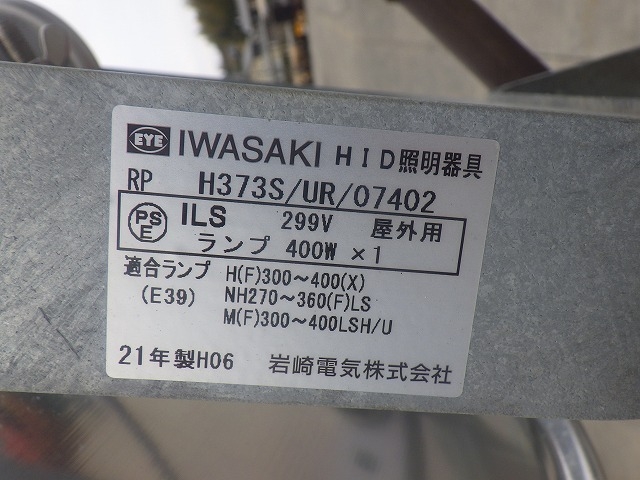 EYE IWASAKI HID照明器具
RP H373S/UR/07402
PS E ILS 299V 屋外用
ランプ 400W ×1
適合ランプ H(F)300～400(X)
(E39) NH270～360(F)LS
M(F)300～400LSH/U
21年製H06 岩崎電気株式会社